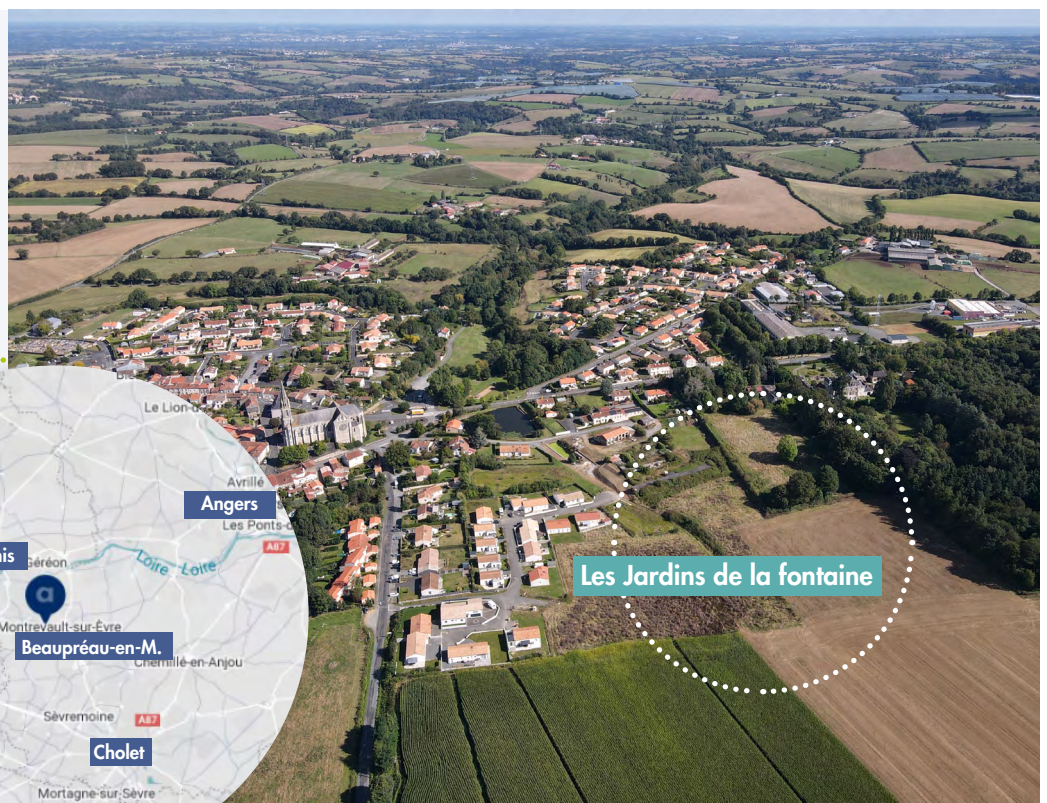 Le Lion-d
Avrillé
Angers
Les Ponts-d
A87
nis
Géréon
Loire
Loire
a
Montrevault-sur-Èvre
Beaupréau-en-M.
Chemillé-en-Anjou
Sèvremoine
A87
Cholet
Mortagne-sur-Sèvre
Les Jardins de la fontaine